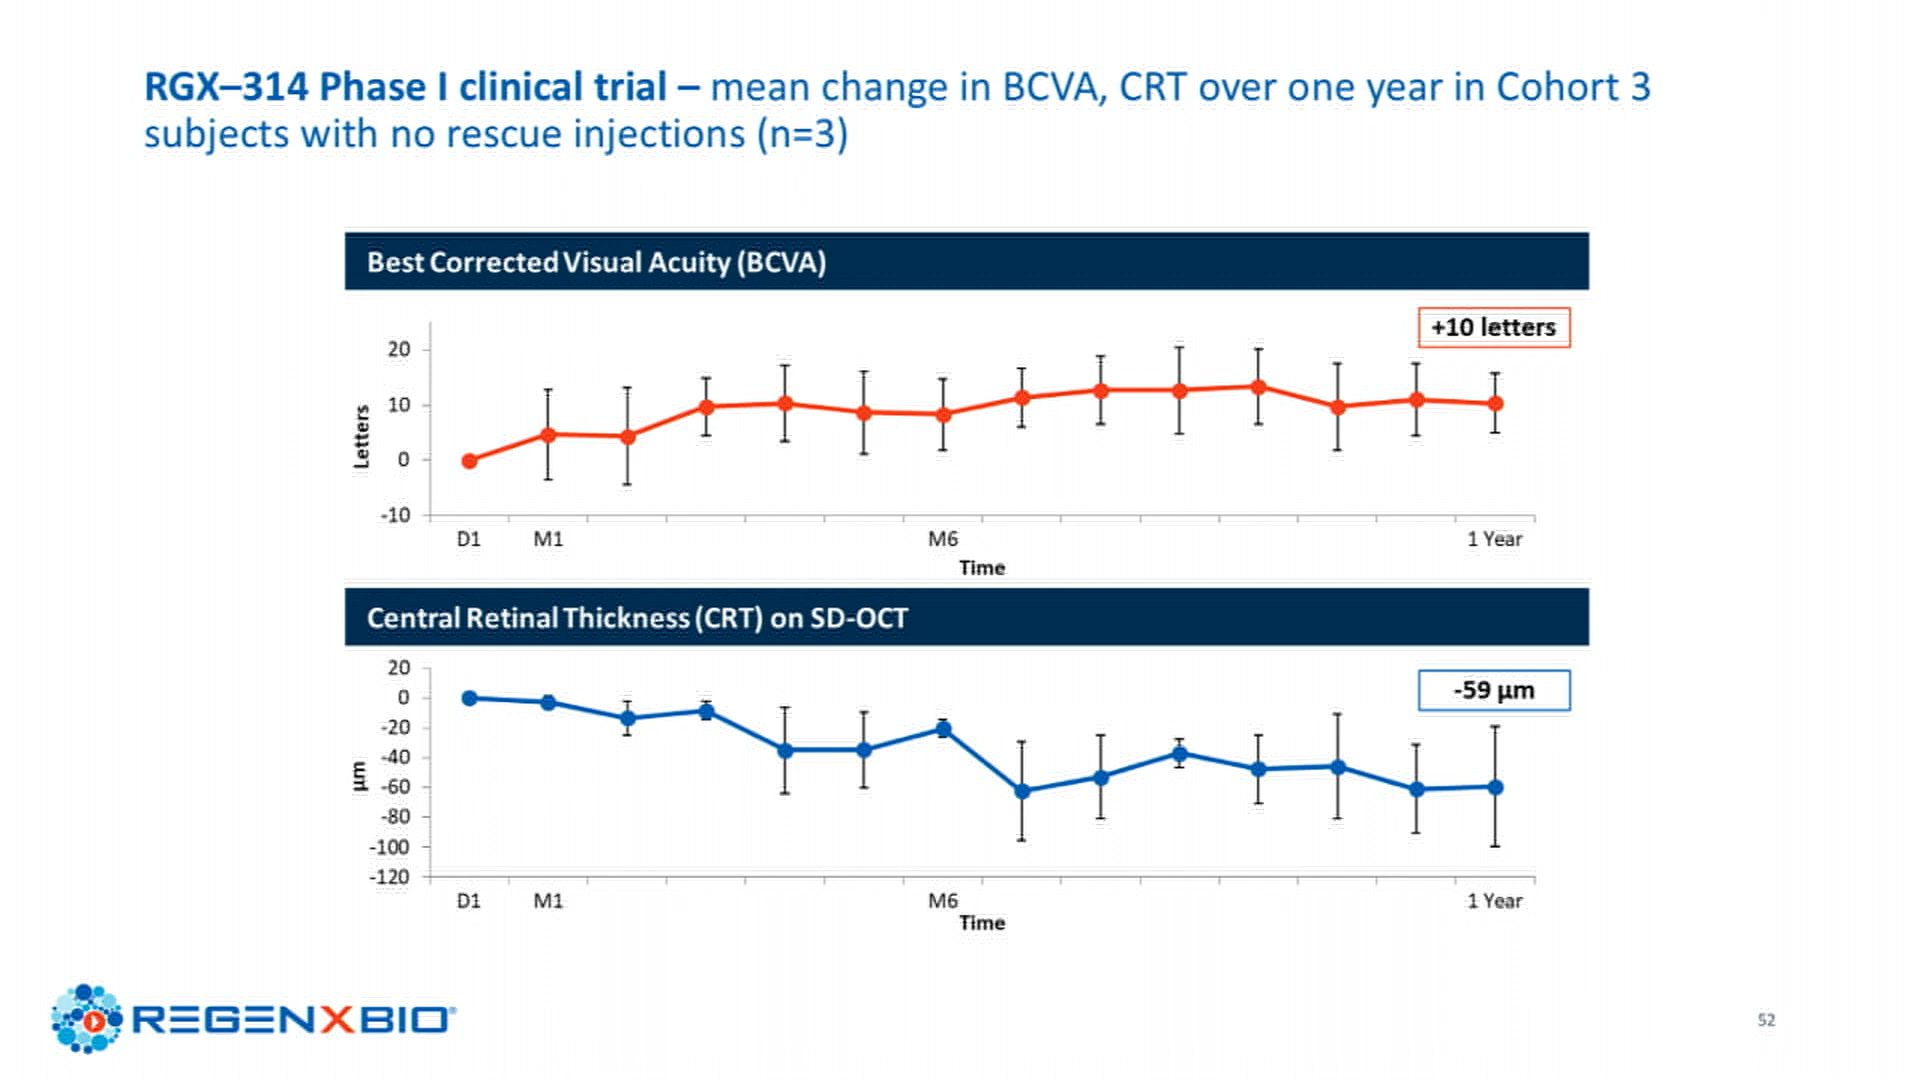 RGX–314 Phase I clinical trial – mean change in BCVA, CRT over one year in Cohort 3
subjects with no rescue injections (n=3)
Best Corrected Visual Acuity (BCVA)
+10 letters
20
10
0
-10
Letters
D1 M1 M6 1 Year
Time
Central Retinal Thickness (CRT) on SD-OCT
-59 µm
20
0
-20
-40
-60
-80
-100
-120
µm
D1 M1 M6 1 Year
Time
REGENXBIO®
52